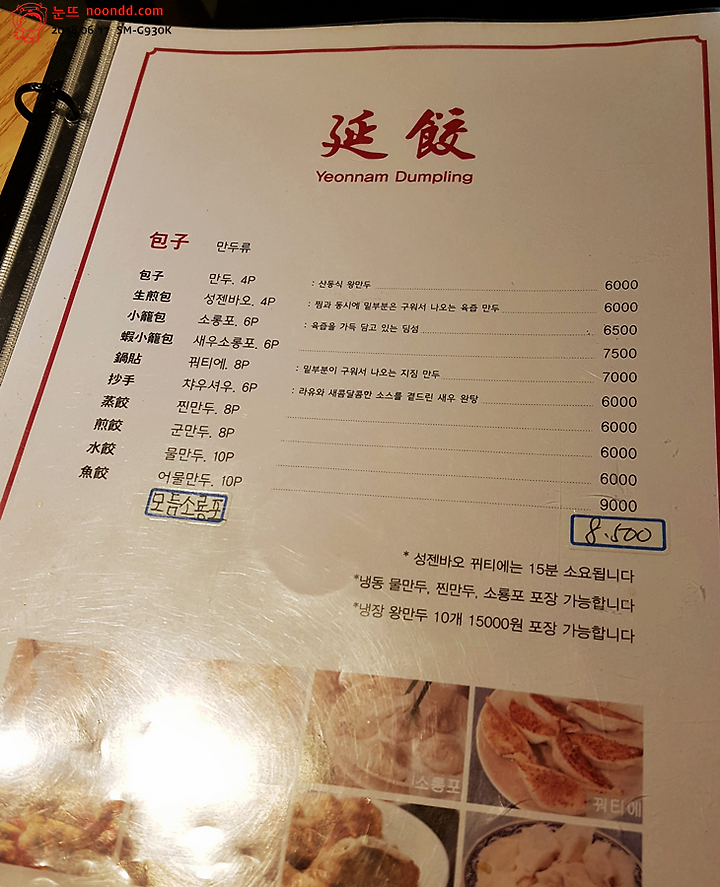 눈뜨 noondd.com
SM-G930K
延餃
Yeonnam Dumpling
包子 만두류
包子 만두. 4P : 산동식 왕만두 6000
生煎包 성젠바오. 4P : 찜과 동시에 밑부분은 구워서 나오는 육즙 만두 6000
小籠包 소롱포. 6P : 육즙을 가득 담고 있는 딤섬 6500
蝦小籠包 새우소롱포. 6P 7500
鍋貼 꿔티에. 8P : 밑부분이 구워서 나오는 지짐 만두 7000
抄手 챠우셔우. 6P : 라유와 새콤달콤한 소스를 곁드린 새우 완탕 6000
蒸餃 찐만두. 8P 6000
煎餃 군만두. 8P 6000
水餃 물만두. 10P 6000
魚餃 어물만두. 10P 9000
모듬소룡포 8.500
* 성젠바오 꿔티에는 15분 소요됩니다
*냉동 물만두, 찐만두, 소룡포 포장 가능합니다
*냉장 왕만두 10개 15000원 포장 가능합니다
소롱포
꿔티에